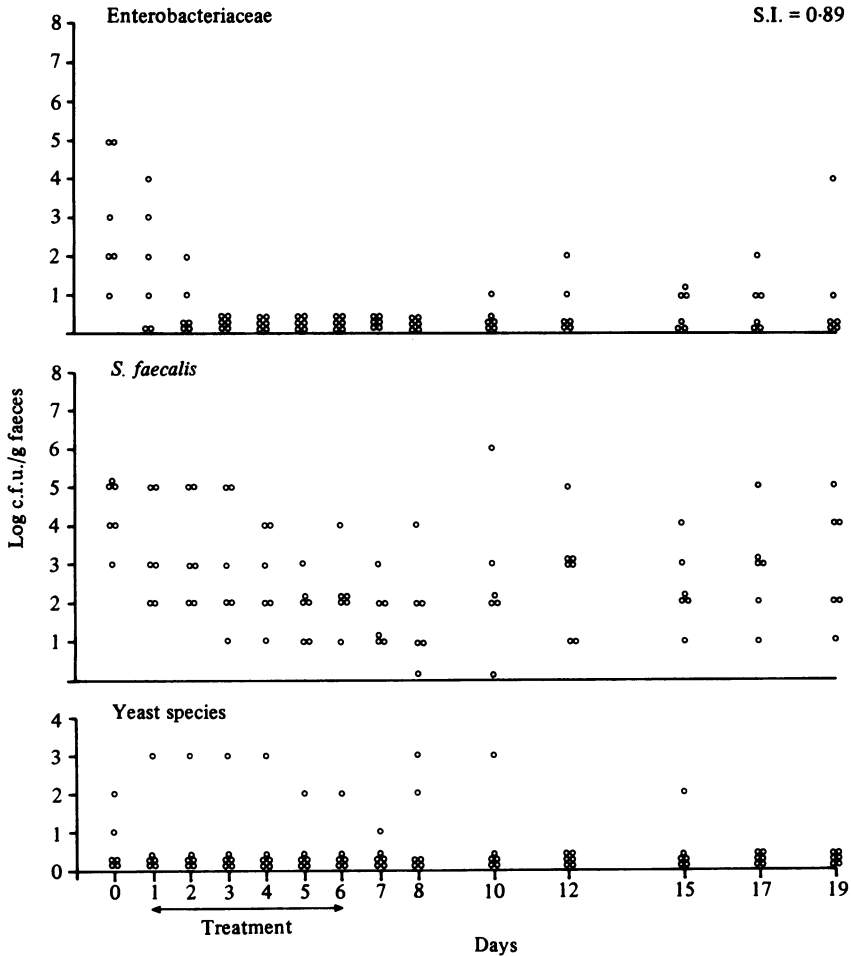 Enterobacteriaceae
S.I. = 0·89
8
7
6
5
4
3
2
1
S. faecalis
8
7
6
5
4
3
2
1
Log c.f.u./g faeces
Yeast species
4
3
2
1
0
0 1 2 3 4 5 6 7 8 10 12 15 17 19
Treatment
Days